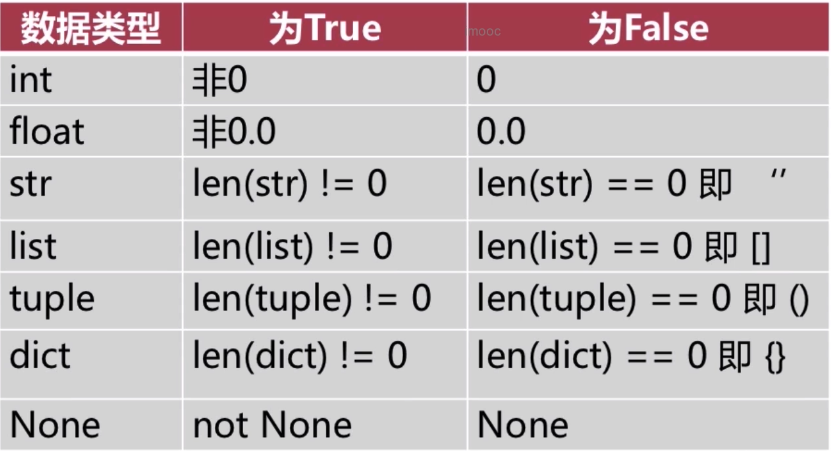 数据类型 为True 为False
mooc
int 非0 0
float 非0.0 0.0
str len(str) != 0 len(str) == 0 即 ‘’
list len(list) != 0 len(list) == 0 即 []
tuple len(tuple) != 0 len(tuple) == 0 即 ()
dict len(dict) != 0 len(dict) == 0 即 {}
None not None None